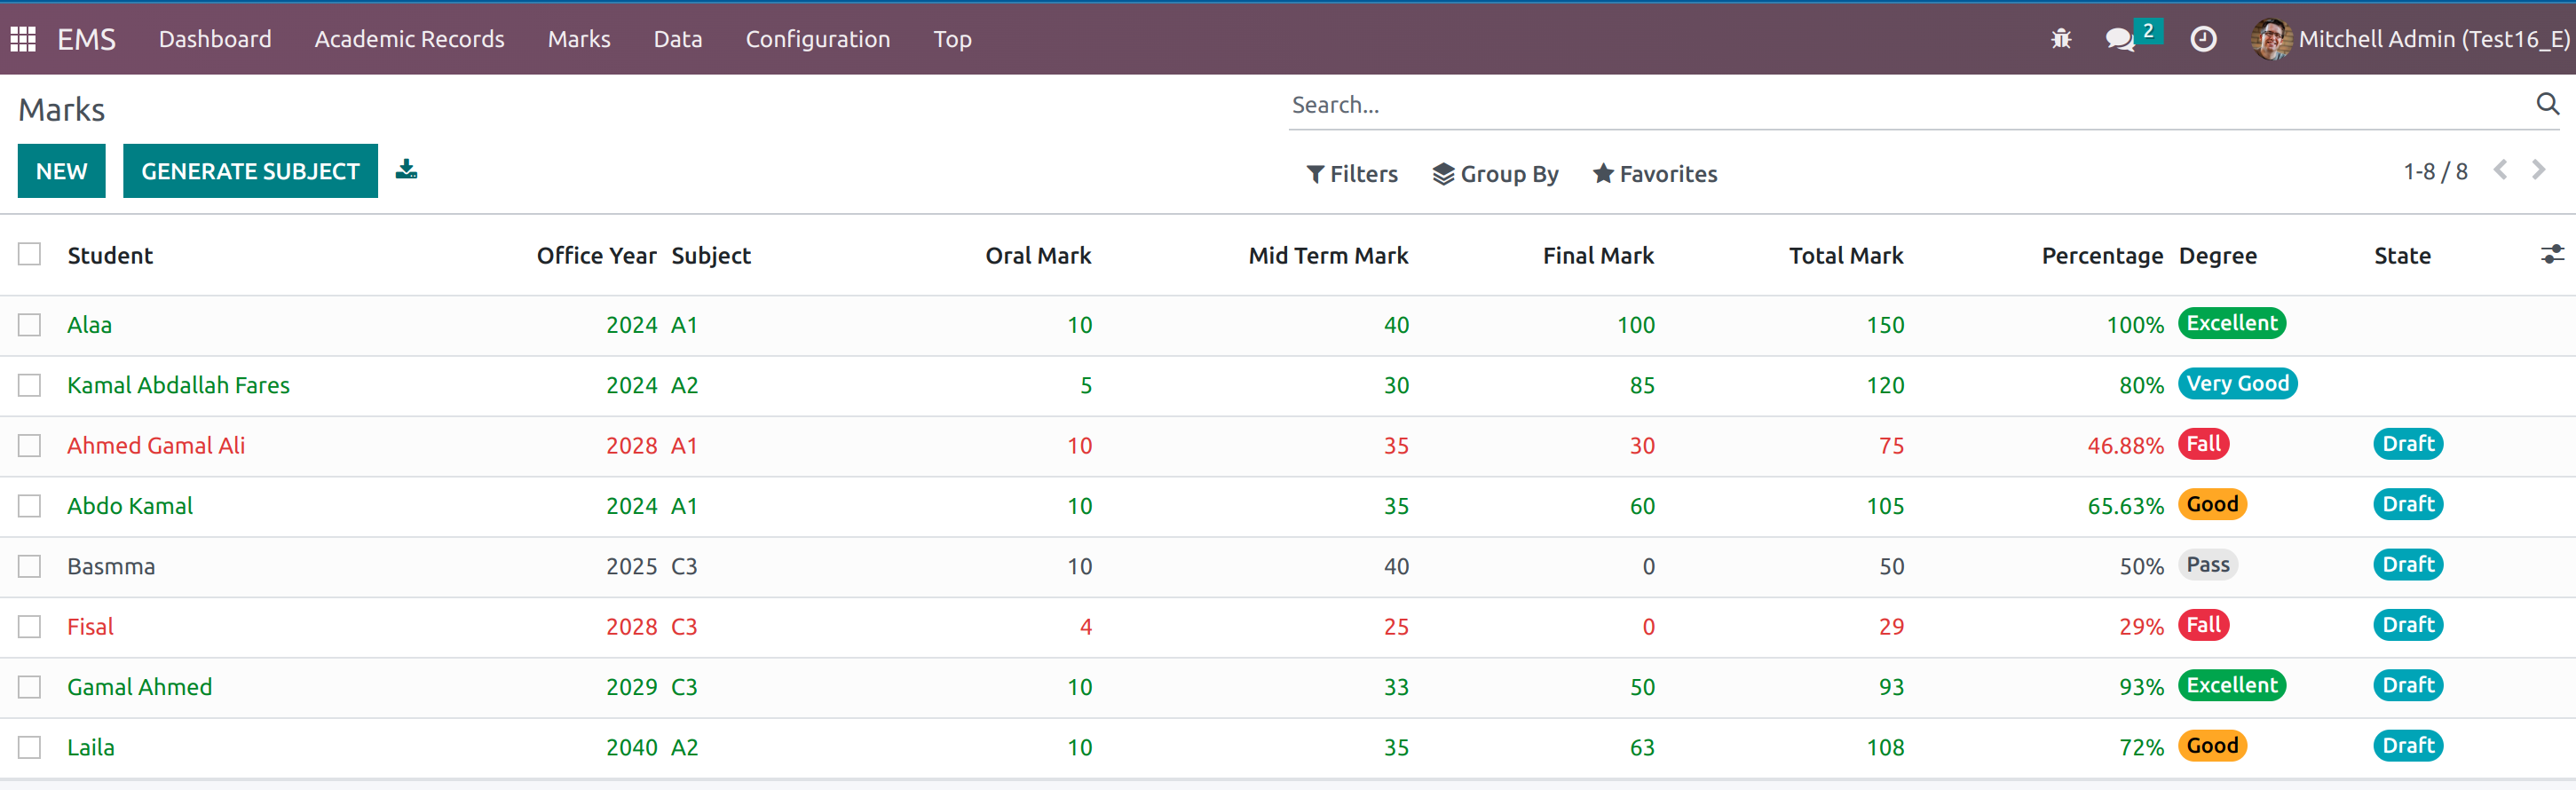 EMS Dashboard Academic Records Marks Data Configuration Top 2 Mitchell Admin (Test16_E)
Marks Search...
NEW GENERATE SUBJECT Filters Group By Favorites 1-8 / 8
Student Office Year Subject Oral Mark Mid Term Mark Final Mark Total Mark Percentage Degree State
Alaa 2024 A1 10 40 100 150 100% Excellent
Kamal Abdallah Fares 2024 A2 5 30 85 120 80% Very Good
Ahmed Gamal Ali 2028 A1 10 35 30 75 46.88% Fall Draft
Abdo Kamal 2024 A1 10 35 60 105 65.63% Good Draft
Basmma 2025 C3 10 40 0 50 50% Pass Draft
Fisal 2028 C3 4 25 0 29 29% Fall Draft
Gamal Ahmed 2029 C3 10 33 50 93 93% Excellent Draft
Laila 2040 A2 10 35 63 108 72% Good Draft